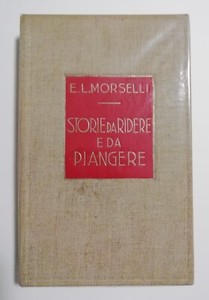 E. L. MORSELLI
STORIE DA RIDERE
E DA
PIANGERE